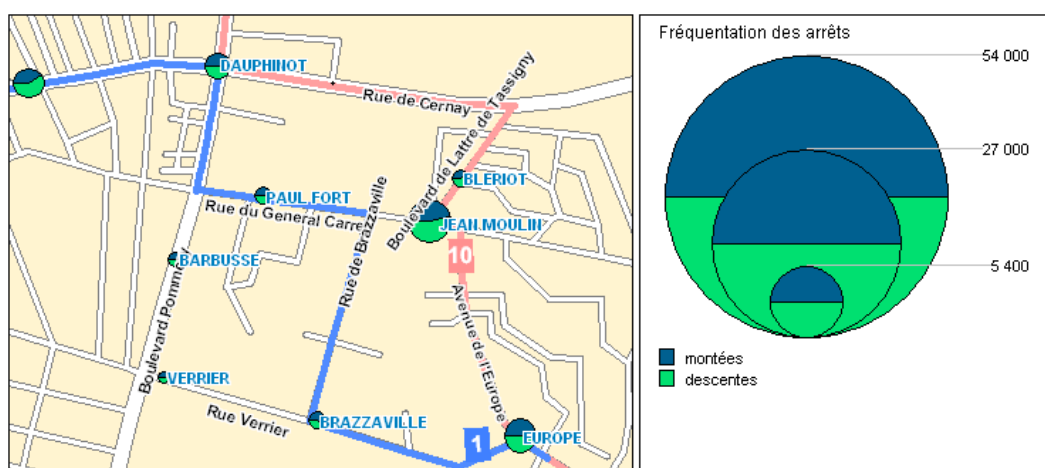 DAUPHINOT
Rue de Cernay
Boulevard de Lattre de Tassigny
BLERIOT
PAUL FORT
Rue du General Carre
JEAN MOULIN
10
BARBUSSE
Boulevard Pommery
Rue de Brazzaville
Avenue de l'Europe
VERRIER
Rue Verrier
BRAZZAVILLE
1
EUROPE
Fréquentation des arrêts
54 000
27 000
5 400
montées
descentes